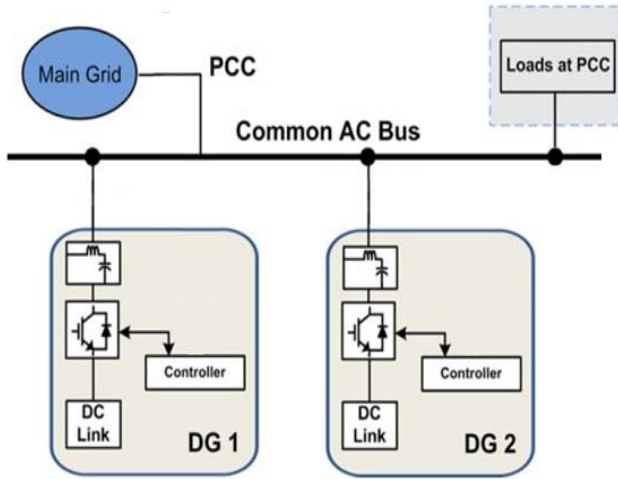 Main Grid
PCC
Loads at PCC
Common AC Bus
Controller
DC
Link
DG 1
Controller
DC
Link
DG 2